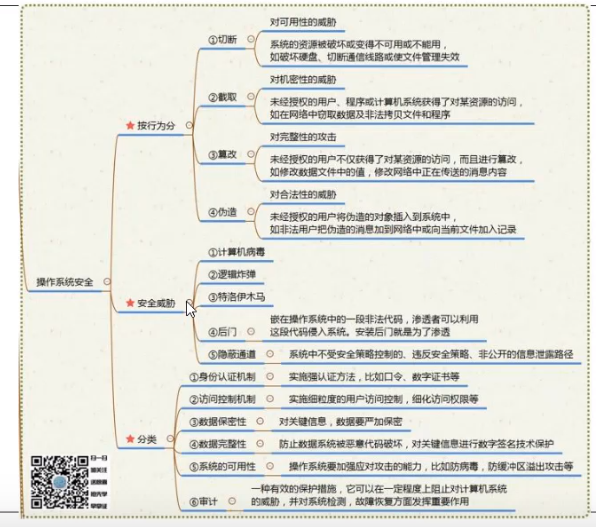 对可用性的威胁
①切断
系统的资源被破坏或变得不可用或不能用，
如破坏硬盘、切断通信线路或使文件管理失效
对机密性的威胁
②截取
未经授权的用户、程序或计算机系统获得了对某资源的访问，
如在网络中窃取数据及非法拷贝文件和程序
按行为分
对完整性的攻击
③篡改
未经授权的用户不仅获得了对某资源的访问，而且进行篡改，
如修改数据文件中的值，修改网络中正在传送的消息内容
对合法性的威胁
④伪造
未经授权的用户将伪造的对象插入到系统中，
如非法用户把伪造的消息加到网络中或向当前文件加入记录
操作系统安全
①计算机病毒
②逻辑炸弹
安全威胁
③特洛伊木马
嵌在操作系统中的一段非法代码，渗透者可以利用
④后门
这段代码侵入系统。安装后门就是为了渗透
⑤隐蔽通道 系统中不受安全策略控制的、违反安全策略、非公开的信息泄露路径
①身份认证机制 实施强认证方法，比如口令、数字证书等
②访问控制机制 实施细粒度的用户访问控制，细化访问权限等
③数据保密性 对关键信息，数据要严加保密
分类
④数据完整性 防止数据系统被恶意代码破坏，对关键信息进行数字签名技术保护
⑤系统的可用性 操作系统要加强应对攻击的能力，比如防病毒，防缓冲区溢出攻击等
一种有效的保护措施，它可以在一定程度上阻止对计算机系统
⑥审计
的威胁，并对系统检测，故障恢复方面发挥重要作用
扫一扫